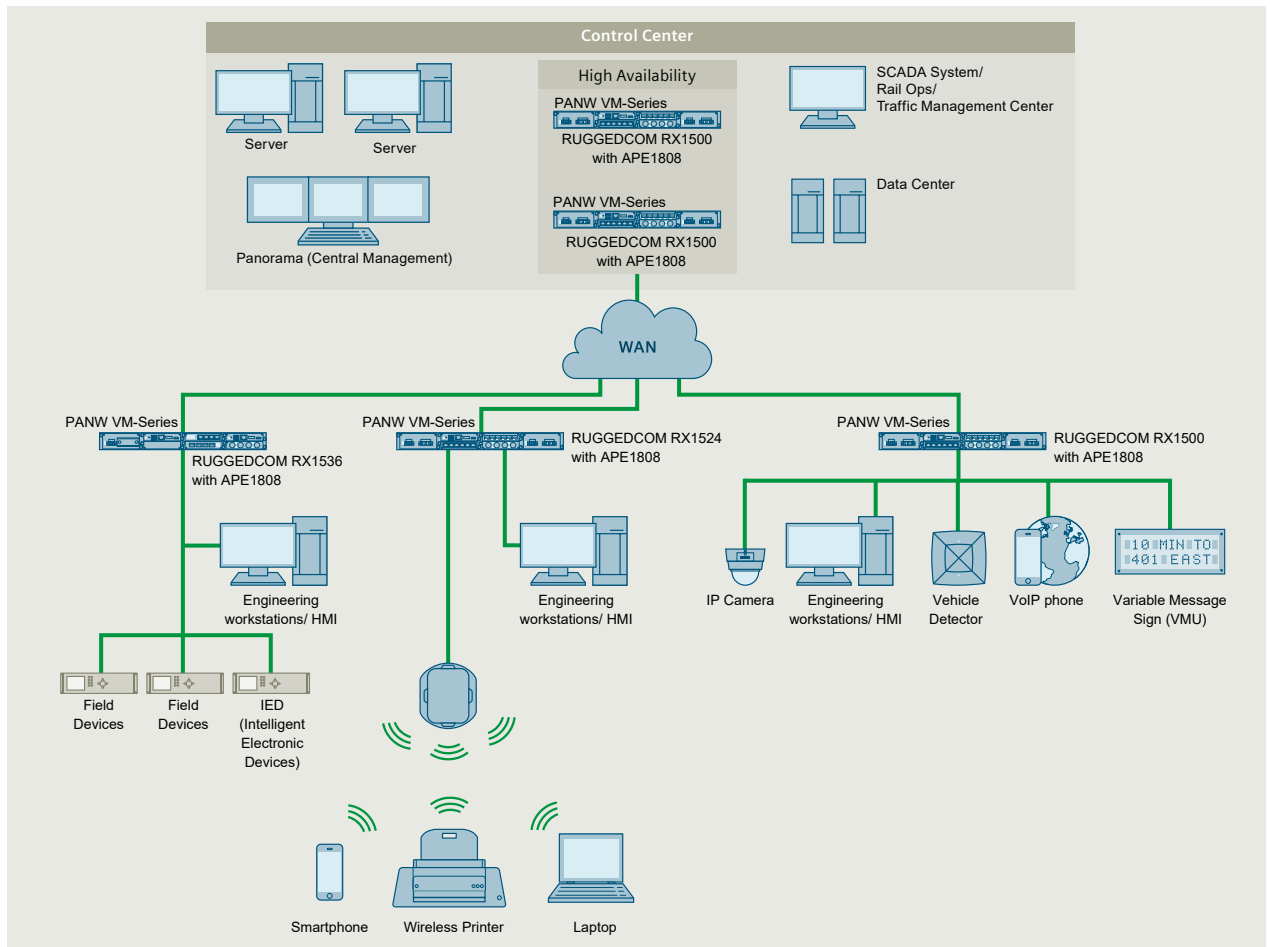 Control Center
Server
Server
Panorama (Central Management)
High Availability
PANW VM-Series
RUGGEDCOM RX1500
with APE1808
PANW VM-Series
RUGGEDCOM RX1500
with APE1808
SCADA System/
Rail Ops/
Traffic Management Center
Data Center
WAN
PANW VM-Series
RUGGEDCOM RX1536
with APE1808
Engineering
workstations/ HMI
Field
Devices
Field
Devices
IED
(Intelligent
Electronic
Devices)
PANW VM-Series
RUGGEDCOM RX1524
with APE1808
Engineering
workstations/ HMI
Smartphone
Wireless Printer
Laptop
PANW VM-Series
RUGGEDCOM RX1500
with APE1808
IP Camera
Engineering
workstations/ HMI
Vehicle
Detector
VoIP phone
10 MIN TO
401 EAST
Variable Message
Sign (VMU)